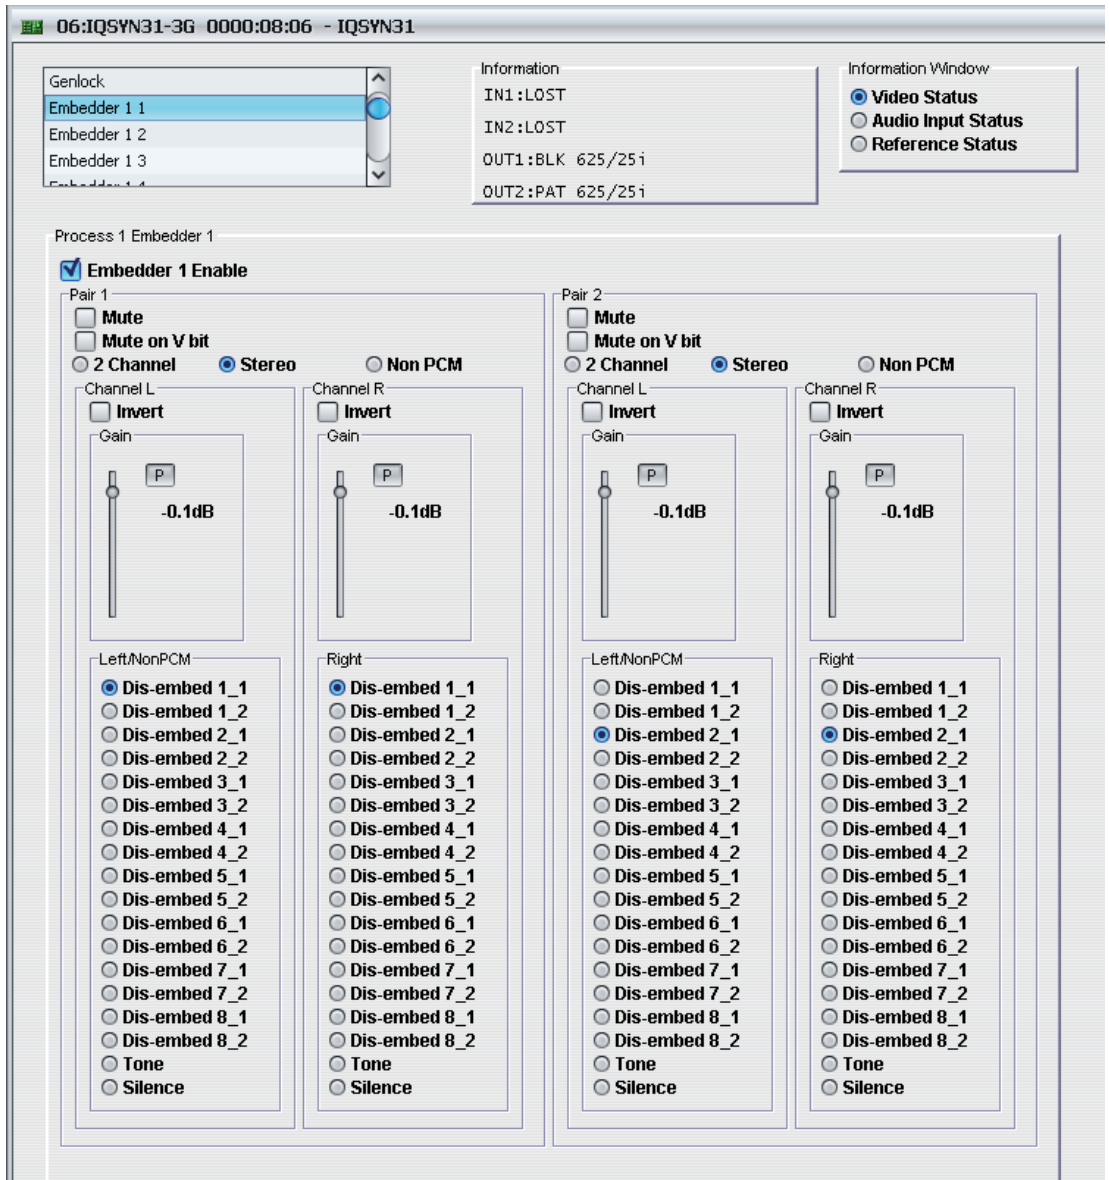 06:IQSYN31-3G 0000:08:06 - IQSYN31
Genlock
Embedder 1 1
Embedder 1 2
Embedder 1 3
Embedder 1 4
Information
IN1:LOST
IN2:LOST
OUT1:BLK 625/25i
OUT2:PAT 625/25i
Information Window
Video Status
Audio Input Status
Reference Status
Process 1 Embedder 1
Embedder 1 Enable
Pair 1
Mute
Mute on V bit
2 Channel Stereo Non PCM
Channel L
Invert
Gain
P
-0.1dB
Left/NonPCM
Dis-embed 1_1
Dis-embed 1_2
Dis-embed 2_1
Dis-embed 2_2
Dis-embed 3_1
Dis-embed 3_2
Dis-embed 4_1
Dis-embed 4_2
Dis-embed 5_1
Dis-embed 5_2
Dis-embed 6_1
Dis-embed 6_2
Dis-embed 7_1
Dis-embed 7_2
Dis-embed 8_1
Dis-embed 8_2
Tone
Silence
Channel R
Invert
Gain
P
-0.1dB
Right
Dis-embed 1_1
Dis-embed 1_2
Dis-embed 2_1
Dis-embed 2_2
Dis-embed 3_1
Dis-embed 3_2
Dis-embed 4_1
Dis-embed 4_2
Dis-embed 5_1
Dis-embed 5_2
Dis-embed 6_1
Dis-embed 6_2
Dis-embed 7_1
Dis-embed 7_2
Dis-embed 8_1
Dis-embed 8_2
Tone
Silence
Pair 2
Mute
Mute on V bit
2 Channel Stereo Non PCM
Channel L
Invert
Gain
P
-0.1dB
Left/NonPCM
Dis-embed 1_1
Dis-embed 1_2
Dis-embed 2_1
Dis-embed 2_2
Dis-embed 3_1
Dis-embed 3_2
Dis-embed 4_1
Dis-embed 4_2
Dis-embed 5_1
Dis-embed 5_2
Dis-embed 6_1
Dis-embed 6_2
Dis-embed 7_1
Dis-embed 7_2
Dis-embed 8_1
Dis-embed 8_2
Tone
Silence
Channel R
Invert
Gain
P
-0.1dB
Right
Dis-embed 1_1
Dis-embed 1_2
Dis-embed 2_1
Dis-embed 2_2
Dis-embed 3_1
Dis-embed 3_2
Dis-embed 4_1
Dis-embed 4_2
Dis-embed 5_1
Dis-embed 5_2
Dis-embed 6_1
Dis-embed 6_2
Dis-embed 7_1
Dis-embed 7_2
Dis-embed 8_1
Dis-embed 8_2
Tone
Silence